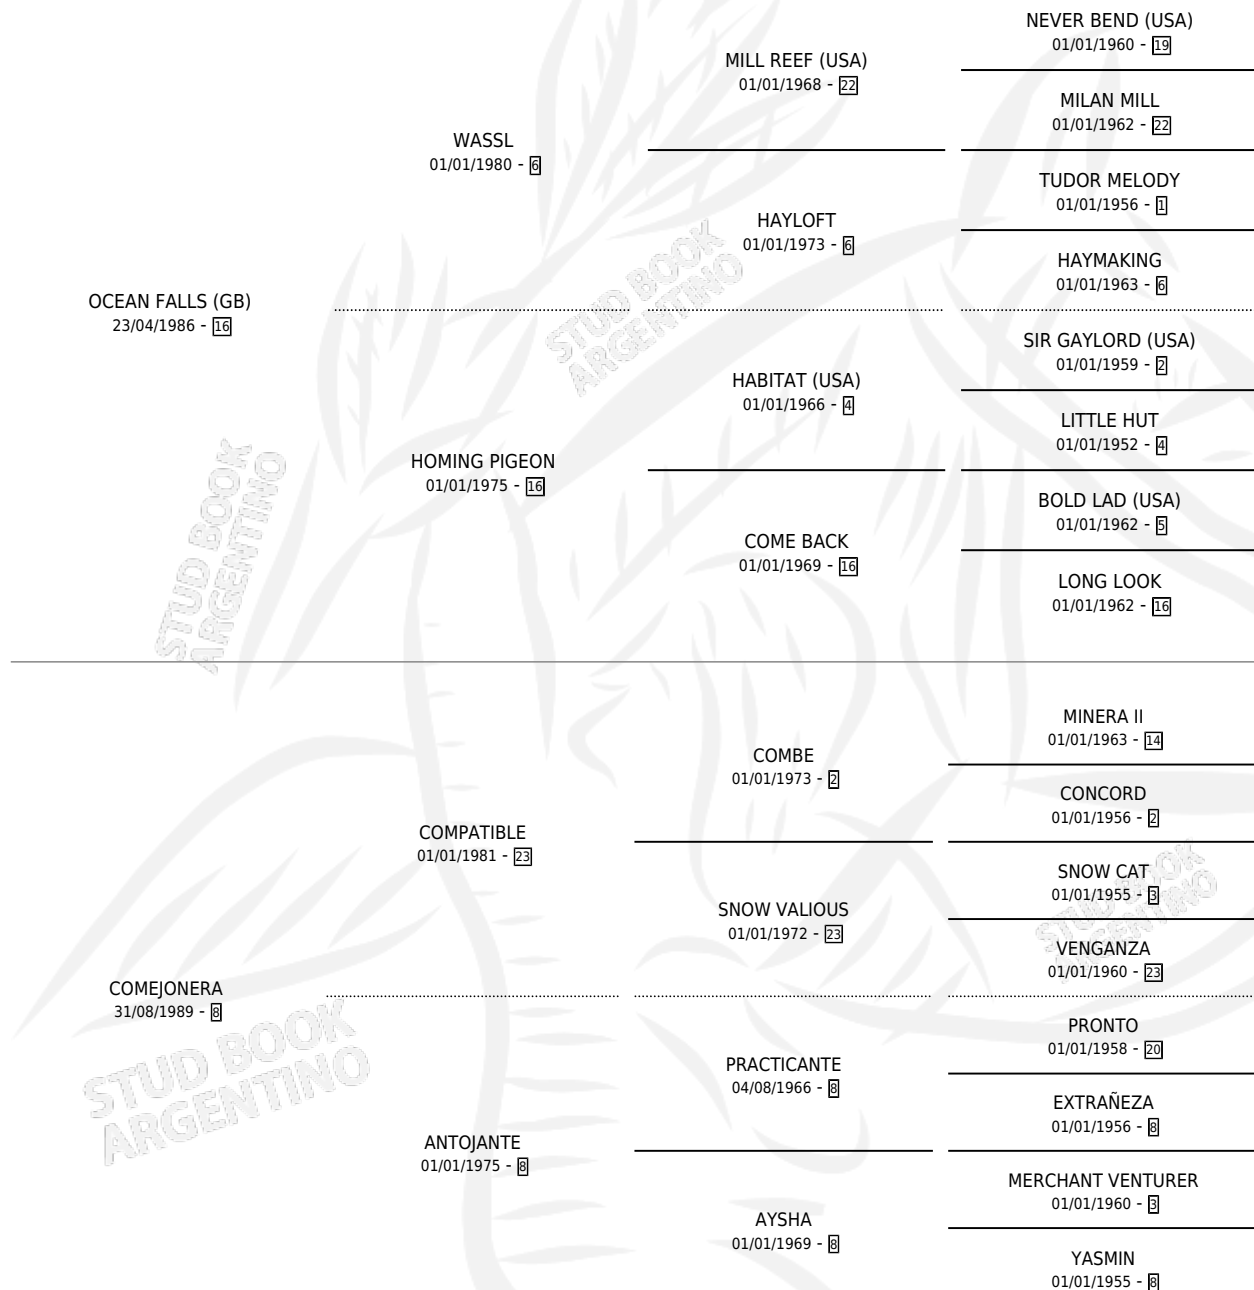 NEVER BEND (USA)
01/01/1960 - 19
MILL REEF (USA)
01/01/1968 - 22
MILAN MILL
01/01/1962 - 22
WASSL
01/01/1980 - 6
TUDOR MELODY
01/01/1956 - 1
HAYLOFT
01/01/1973 - 6
HAYMAKING
01/01/1963 - 6
OCEAN FALLS (GB)
23/04/1986 - 16
STUD BOOK
ARGENTINO
SIR GAYLORD (USA)
01/01/1959 - 2
HABITAT (USA)
01/01/1966 - 4
LITTLE HUT
01/01/1952 - 4
HOMING PIGEON
01/01/1975 - 16
BOLD LAD (USA)
01/01/1962 - 5
COME BACK
01/01/1969 - 16
LONG LOOK
01/01/1962 - 16
STUD BOOK
ARGENTINO
MINERA II
01/01/1963 - 14
COMBE
01/01/1973 - 2
CONCORD
01/01/1956 - 2
COMPATIBLE
01/01/1981 - 23
SNOW CAT
01/01/1955 - 3
SNOW VALIOUS
01/01/1972 - 23
STUD BOOK
ARGENTINO
VENGANZA
01/01/1960 - 23
COMEJONERA
31/08/1989 - 8
PRONTO
01/01/1958 - 20
PRACTICANTE
04/08/1966 - 8
STUD BOOK
ARGENTINO
EXTRAÑEZA
01/01/1956 - 8
ANTOJANTE
01/01/1975 - 8
MERCHANT VENTURER
01/01/1960 - 3
AYSHA
01/01/1969 - 8
YASMIN
01/01/1955 - 8